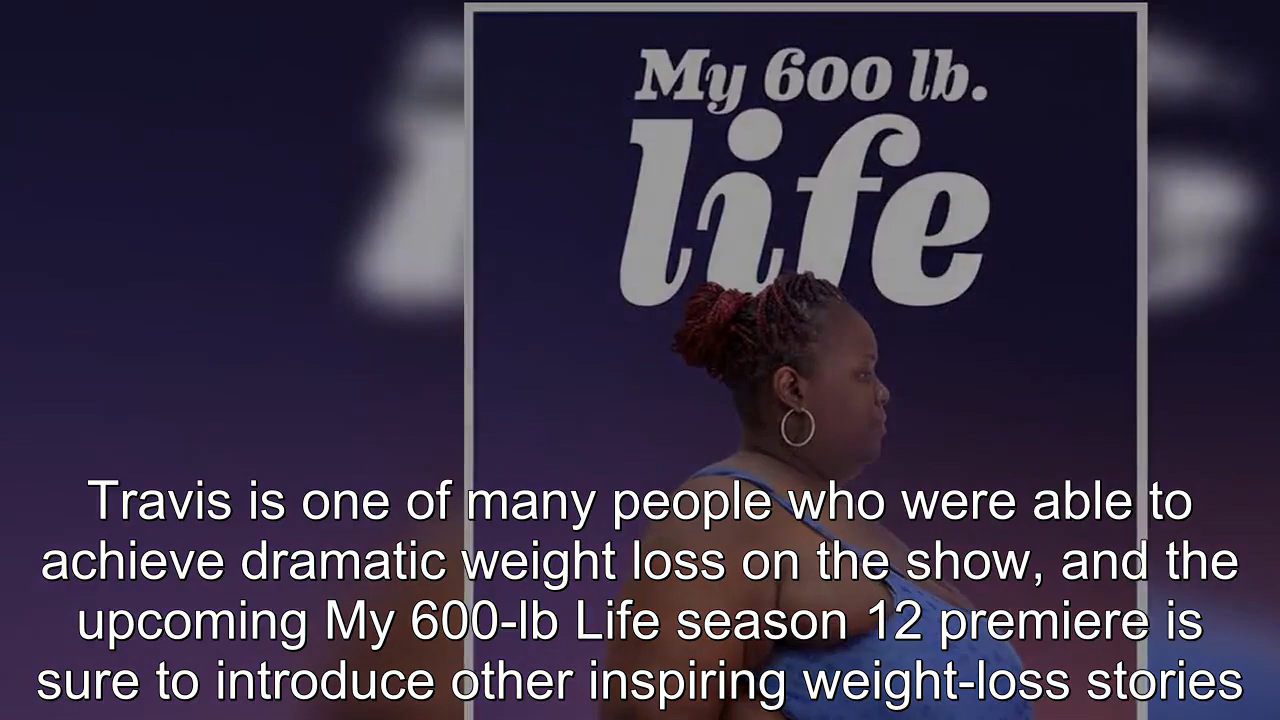 My 600 lb.
life
Travis is one of many people who were able to
achieve dramatic weight loss on the show, and the
upcoming My 600-lb Life season 12 premiere is
sure to introduce other inspiring weight-loss stories